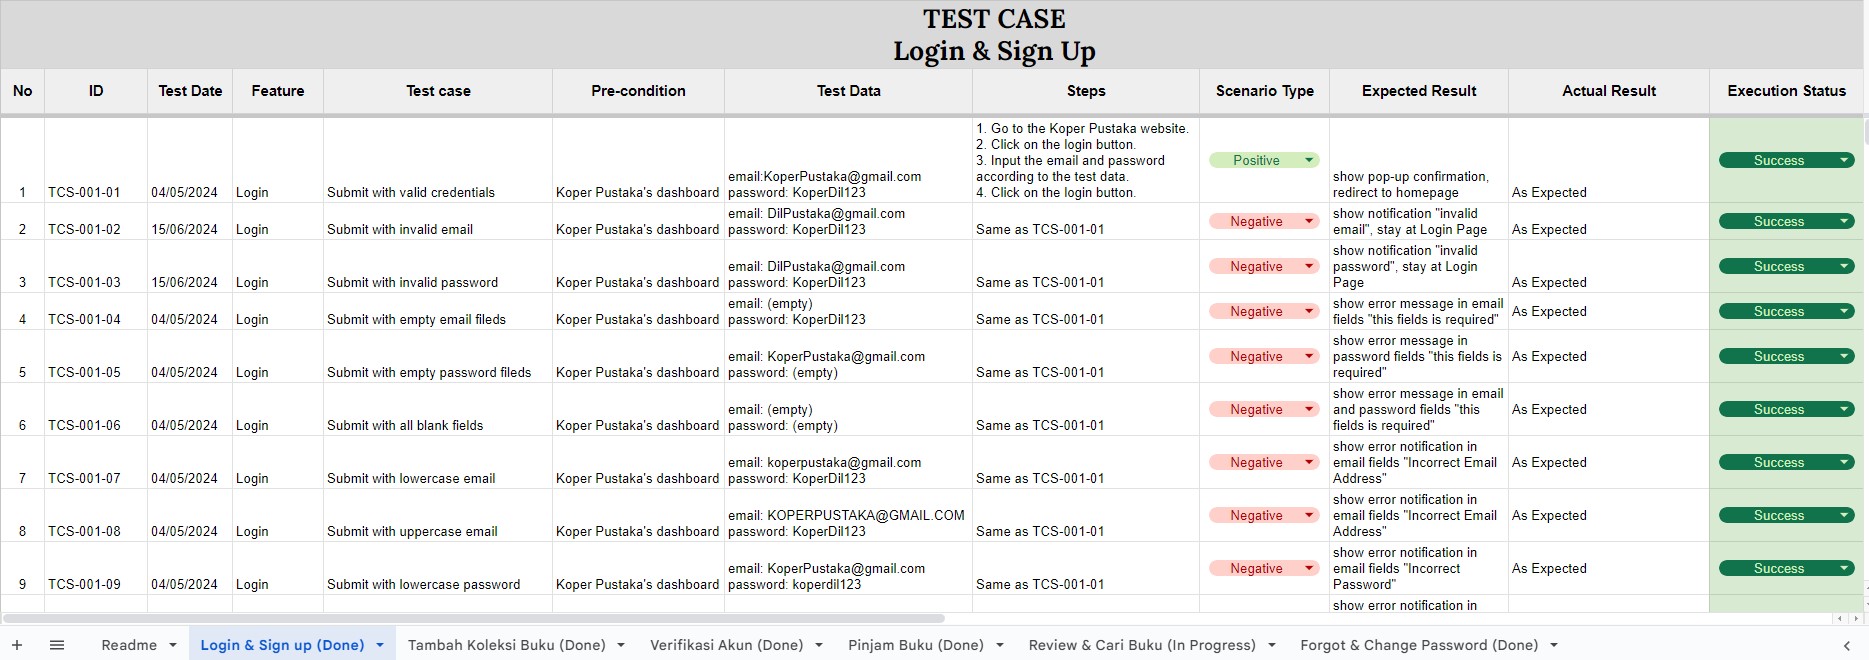 TEST CASE
Login & Sign Up
No ID Test Date Feature Test case Pre-condition Test Data Steps Scenario Type Expected Result Actual Result Execution Status
1 TCS-001-01 04/05/2024 Login Submit with valid credentials Koper Pustaka's dashboard
email:KoperPustaka@gmail.com
password: KoperDil123
1. Go to the Koper Pustaka website.
2. Click on the login button.
3. Input the email and password
according to the test data.
4. Click on the login button.
Positive
show pop-up confirmation,
redirect to homepage
As Expected
Success
2 TCS-001-02 15/06/2024 Login Submit with invalid email Koper Pustaka's dashboard
email: DilPustaka@gmail.com
password: KoperDil123
Same as TCS-001-01
Negative
show notification "invalid
email", stay at Login Page
As Expected
Success
3 TCS-001-03 15/06/2024 Login Submit with invalid password Koper Pustaka's dashboard
email: DilPustaka@gmail.com
password: KoperDil123
Same as TCS-001-01
Negative
show notification "invalid
password", stay at Login
Page
As Expected
Success
4 TCS-001-04 04/05/2024 Login Submit with empty email fileds Koper Pustaka's dashboard
email: (empty)
password: KoperDil123
Same as TCS-001-01
Negative
show error message in email
fields "this fields is required"
As Expected
Success
5 TCS-001-05 04/05/2024 Login Submit with empty password fileds Koper Pustaka's dashboard
email: KoperPustaka@gmail.com
password: (empty)
Same as TCS-001-01
Negative
show error message in
password fields "this fields is
required"
As Expected
Success
6 TCS-001-06 04/05/2024 Login Submit with all blank fields Koper Pustaka's dashboard
email: (empty)
password: (empty)
Same as TCS-001-01
Negative
show error message in email
and password fields "this
fields is required"
As Expected
Success
7 TCS-001-07 04/05/2024 Login Submit with lowercase email Koper Pustaka's dashboard
email: koperpustaka@gmail.com
password: KoperDil123
Same as TCS-001-01
Negative
show error notification in
email fields "Incorrect Email
Address"
As Expected
Success
8 TCS-001-08 04/05/2024 Login Submit with uppercase email Koper Pustaka's dashboard
email: KOPERPUSTAKA@GMAIL.COM
password: KoperDil123
Same as TCS-001-01
Negative
show error notification in
email fields "Incorrect Email
Address"
As Expected
Success
9 TCS-001-09 04/05/2024 Login Submit with lowercase password Koper Pustaka's dashboard
email: KoperPustaka@gmail.com
password: koperdil123
Same as TCS-001-01
Negative
show error notification in
email fields "Incorrect
Password"
As Expected
Success
show error notification in
Readme Login & Sign up (Done) Tambah Koleksi Buku (Done) Verifikasi Akun (Done) Pinjam Buku (Done) Review & Cari Buku (In Progress) Forgot & Change Password (Done)